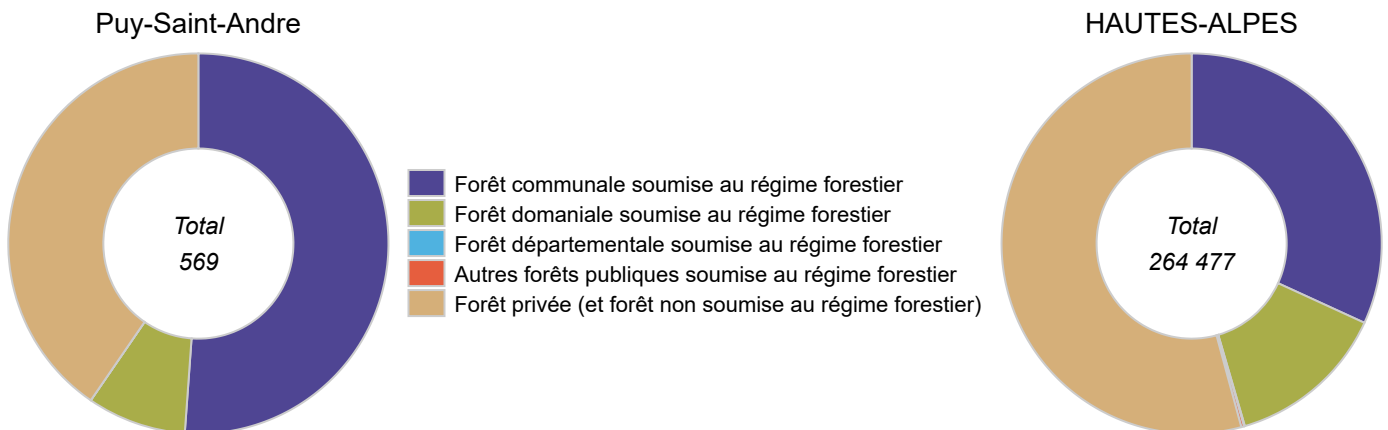 Puy-Saint-Andre
Total
569
Forêt communale soumise au régime forestier
Forêt domaniale soumise au régime forestier
Forêt départementale soumise au régime forestier
Autres forêts publiques soumise au régime forestier
Forêt privée (et forêt non soumise au régime forestier)
HAUTES-ALPES
Total
264 477